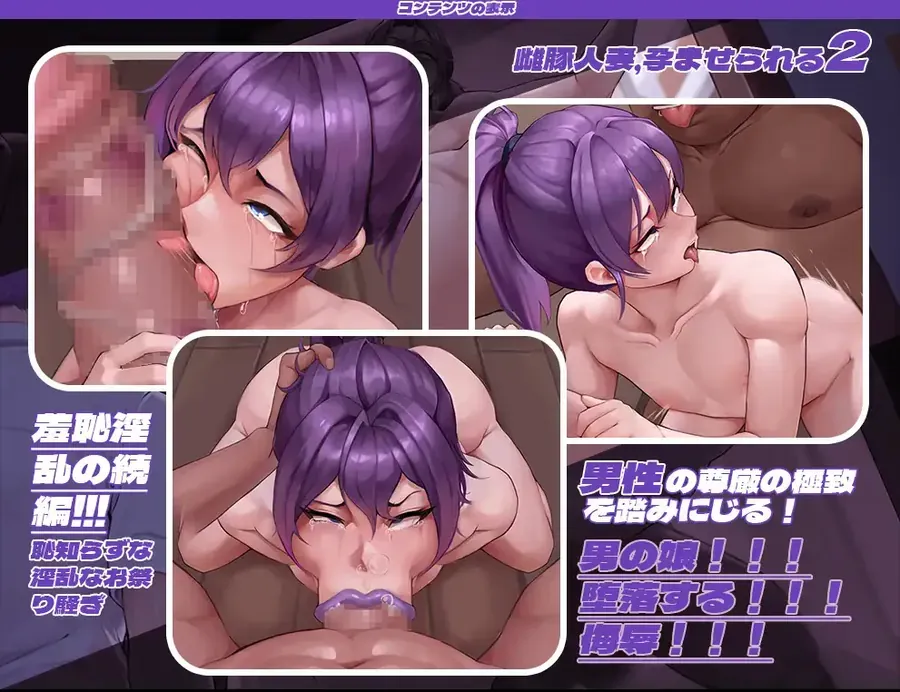 コンテンツの表示
雌豚人妻,孕ませられる2
羞恥淫
乱の続
編!!!
恥知らずな
淫乱なお祭
り騒ぎ
男性の尊厳の極致
を踏みにじる！
男の娘！！！
堕落する！！！
侮辱！！！